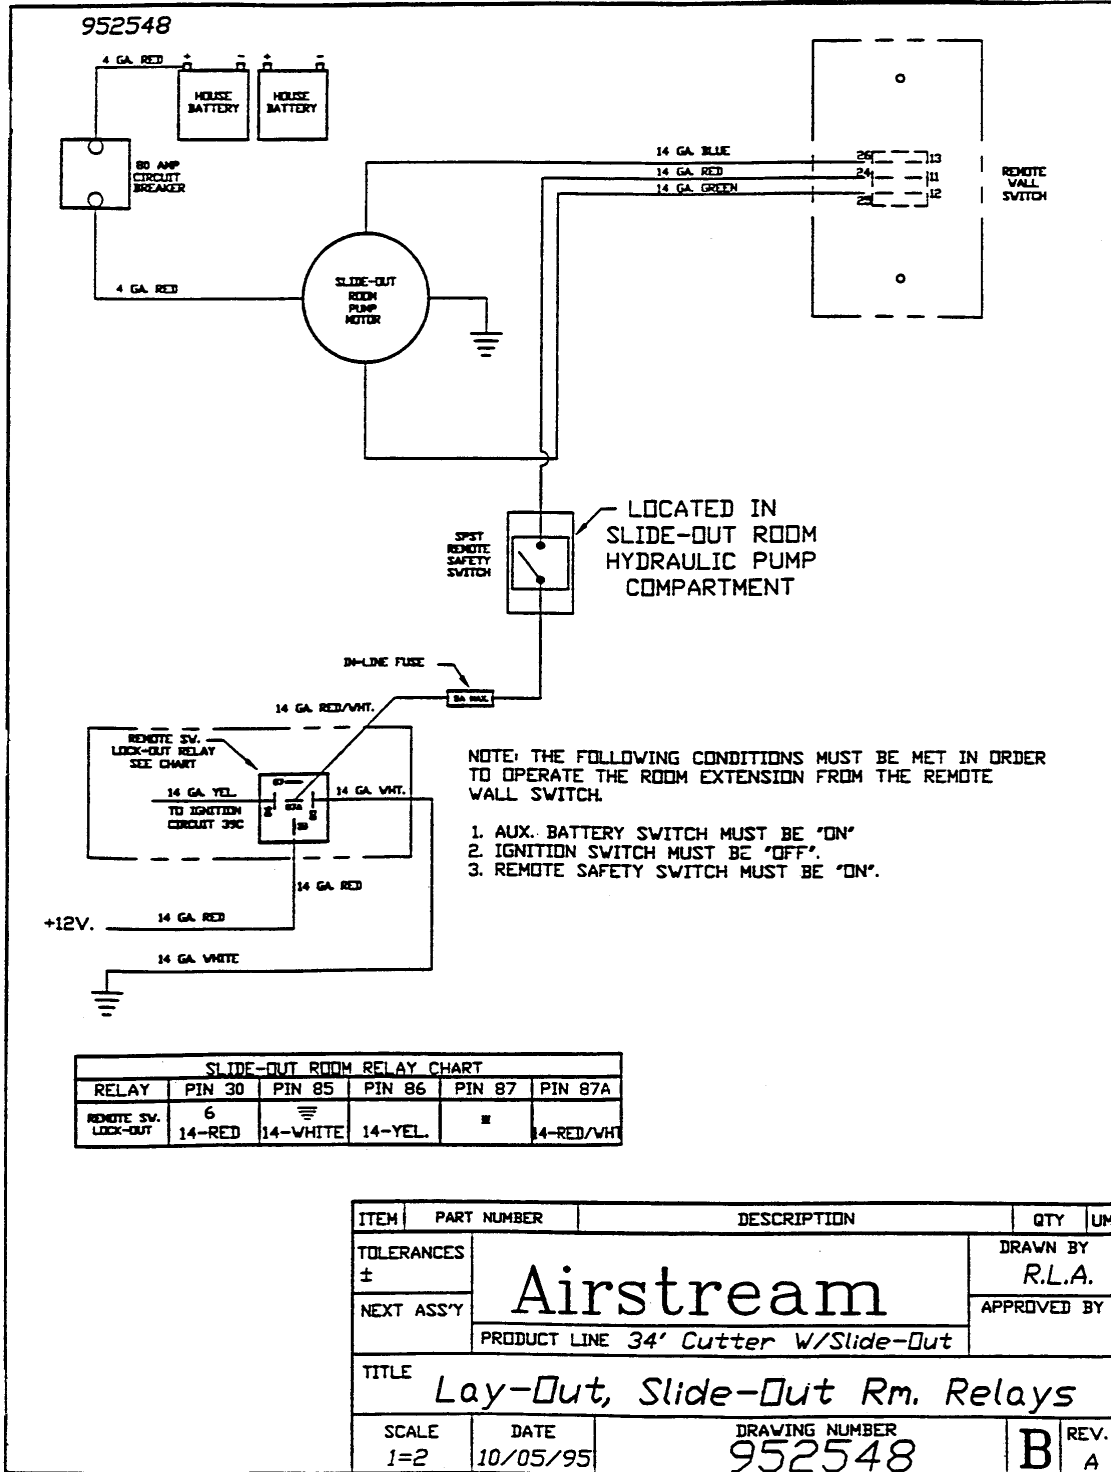 952548
4 GA. RED
+ - + -
HOUSE
BATTERY
HOUSE
BATTERY
80 AMP
CIRCUIT
BREAKER
4 GA. RED
SLIDE-OUT
ROOM
PUMP
MOTOR
14 GA. BLUE
14 GA. RED
14 GA. GREEN
26 13
24 11
25 12
REMOTE
WALL
SWITCH
SPST
REMOTE
SAFETY
SWITCH
LOCATED IN
SLIDE-OUT ROOM
HYDRAULIC PUMP
COMPARTMENT
IN-LINE FUSE
5A MAX.
14 GA. RED/WHT.
REMOTE SW.
LOCK-OUT RELAY
SEE CHART
87
87A
86
85
30
14 GA. YEL.
TO IGNITION
CIRCUIT 39C
14 GA. WHT.
14 GA. RED
+12V.
14 GA. RED
14 GA. WHITE
NOTE: THE FOLLOWING CONDITIONS MUST BE MET IN ORDER
TO OPERATE THE ROOM EXTENSION FROM THE REMOTE
WALL SWITCH.
1. AUX. BATTERY SWITCH MUST BE "ON"
2. IGNITION SWITCH MUST BE "OFF".
3. REMOTE SAFETY SWITCH MUST BE "ON".
SLIDE-OUT ROOM RELAY CHART
RELAY PIN 30 PIN 85 PIN 86 PIN 87 PIN 87A
REMOTE SW.
LOCK-OUT
6
14-RED 14-WHITE 14-YEL. 14-RED/WHT
ITEM PART NUMBER DESCRIPTION QTY UM
TOLERANCES
±
NEXT ASS'Y
Airstream
DRAWN BY
R.L.A.
APPROVED BY
PRODUCT LINE 34' Cutter W/Slide-Out
TITLE
Lay-Out, Slide-Out Rm. Relays
SCALE
1=2
DATE
10/05/95
DRAWING NUMBER
952548
B
REV.
A